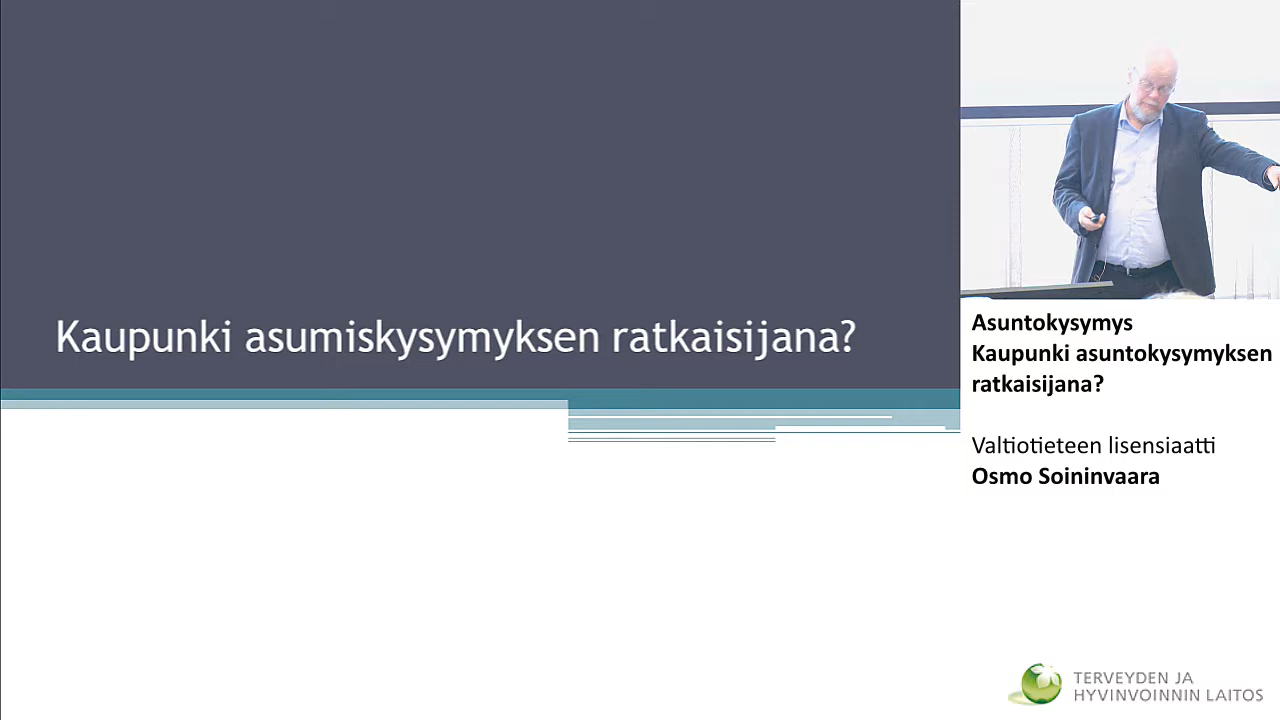 Kaupunki asumiskysymyksen ratkaisijana?
Asuntokysymys
Kaupunki asuntokysymyksen
ratkaisijana?
Valtiotieteen lisensiaatti
Osmo Soininvaara
TERVEYDEN JA
HYVINVOINNIN LAITOS